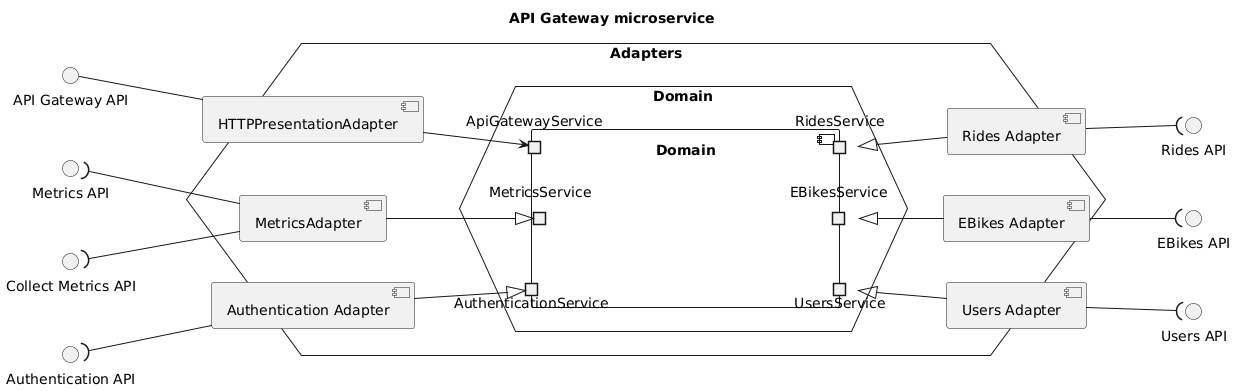 API Gateway microservice
Adapters
Domain
API Gateway API
HTTPPresentationAdapter
ApiGatewayService
RidesService
Domain
Rides Adapter
Rides API
Metrics API
MetricsService
EBikesService
MetricsAdapter
EBikes Adapter
EBikes API
Collect Metrics API
Authentication Adapter
AuthenticationService
UsersService
Users Adapter
Users API
Authentication API